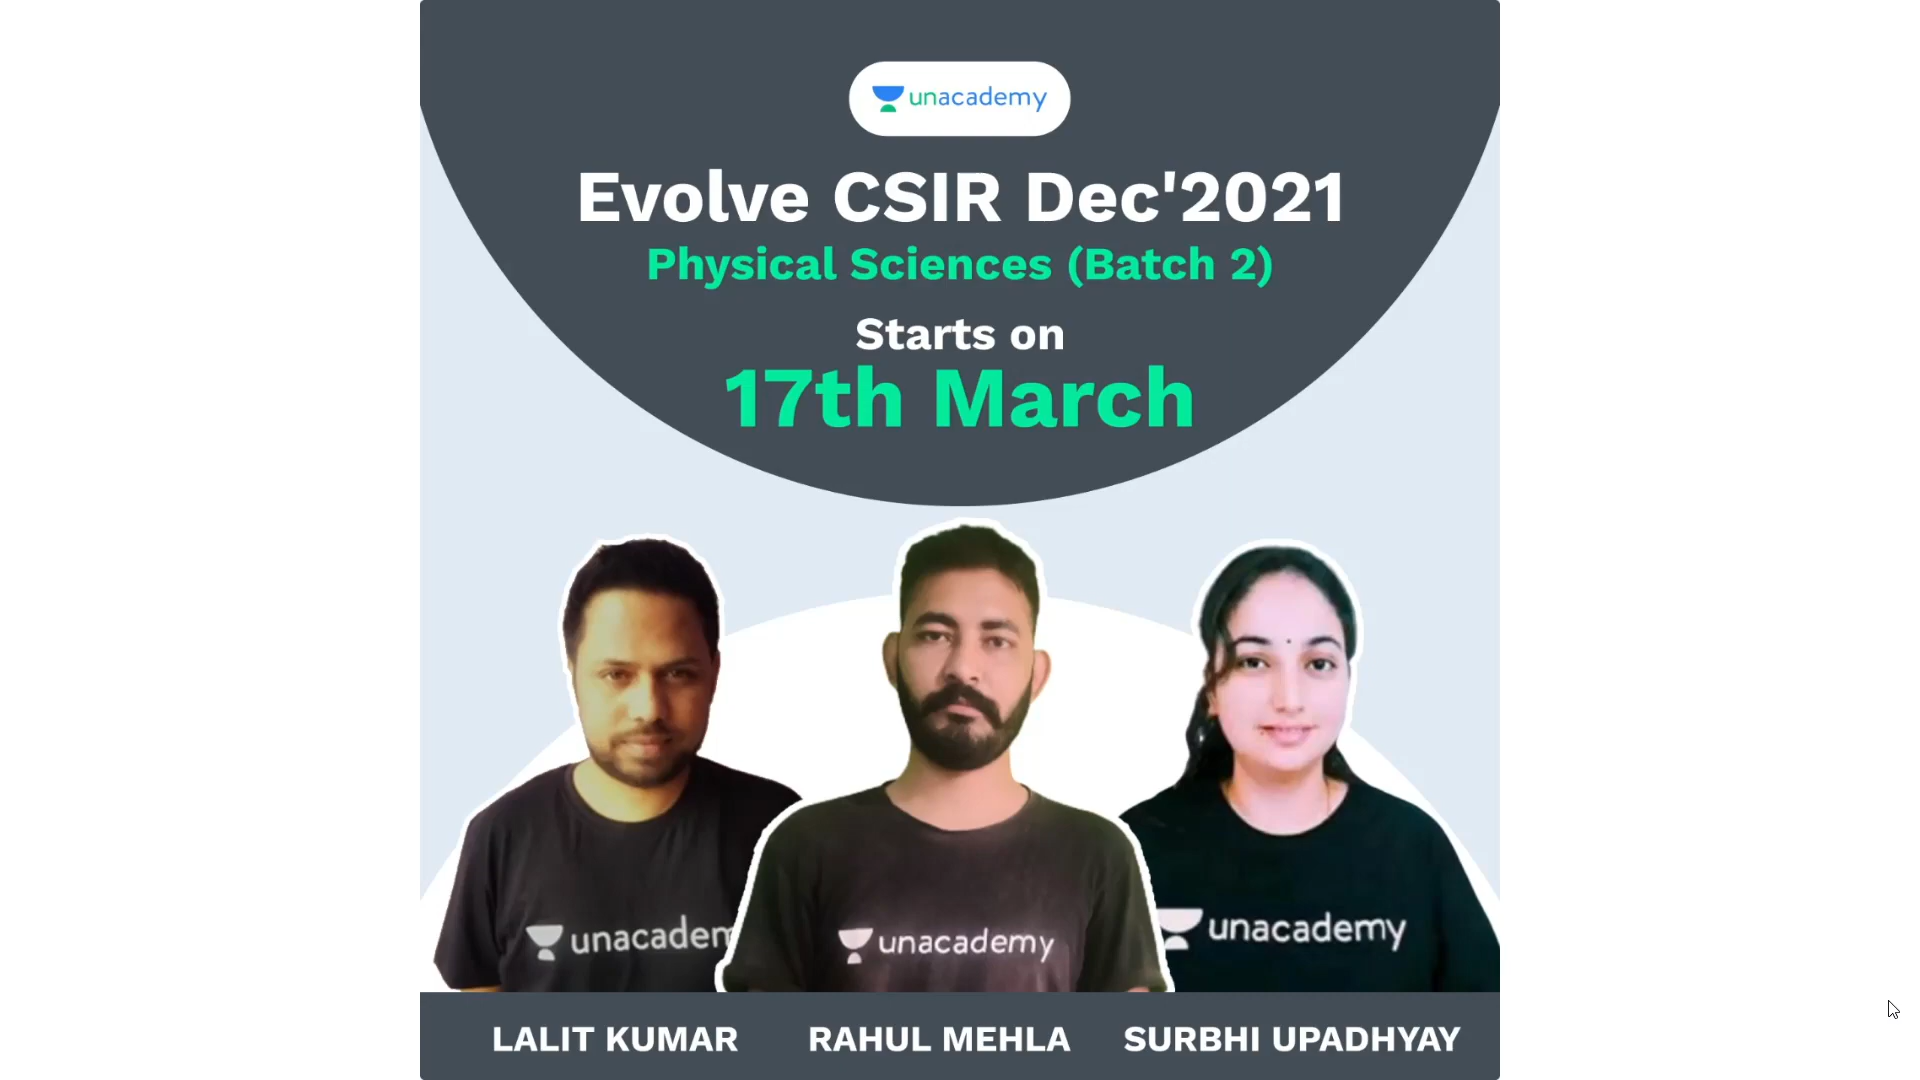 unacademy
Evolve CSIR Dec'2021
Physical Sciences (Batch 2)
Starts on
17th March
unacadem
unacademy
unacademy
LALIT KUMAR
RAHUL MEHLA
SURBHI UPADHYAY